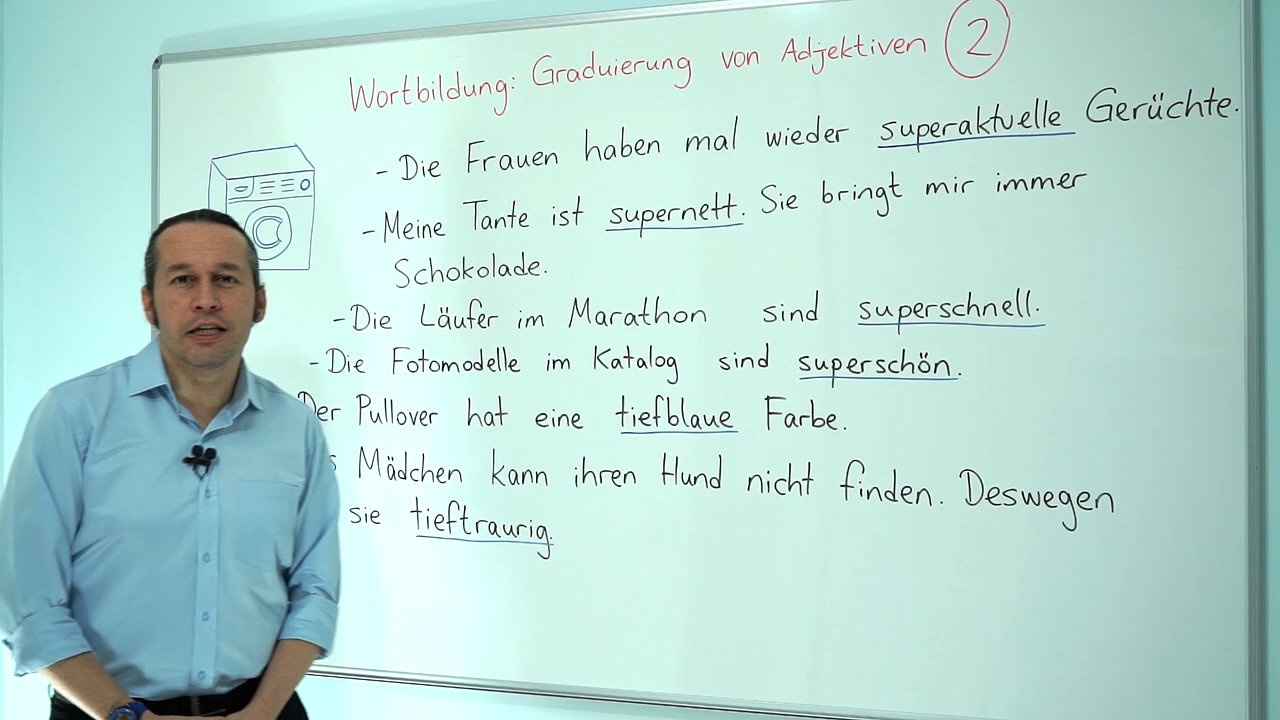 Wortbildung: Graduierung von Adjektiven 2
- Die Frauen haben mal wieder superaktuelle Gerüchte.
- Meine Tante ist supernett. Sie bringt mir immer
Schokolade.
- Die Läufer im Marathon sind superschnell.
- Die Fotomodelle im Katalog sind superschön.
Der Pullover hat eine tiefblaue Farbe.
s Mädchen kann ihren Hund nicht finden. Deswegen
sie tieftraurig.